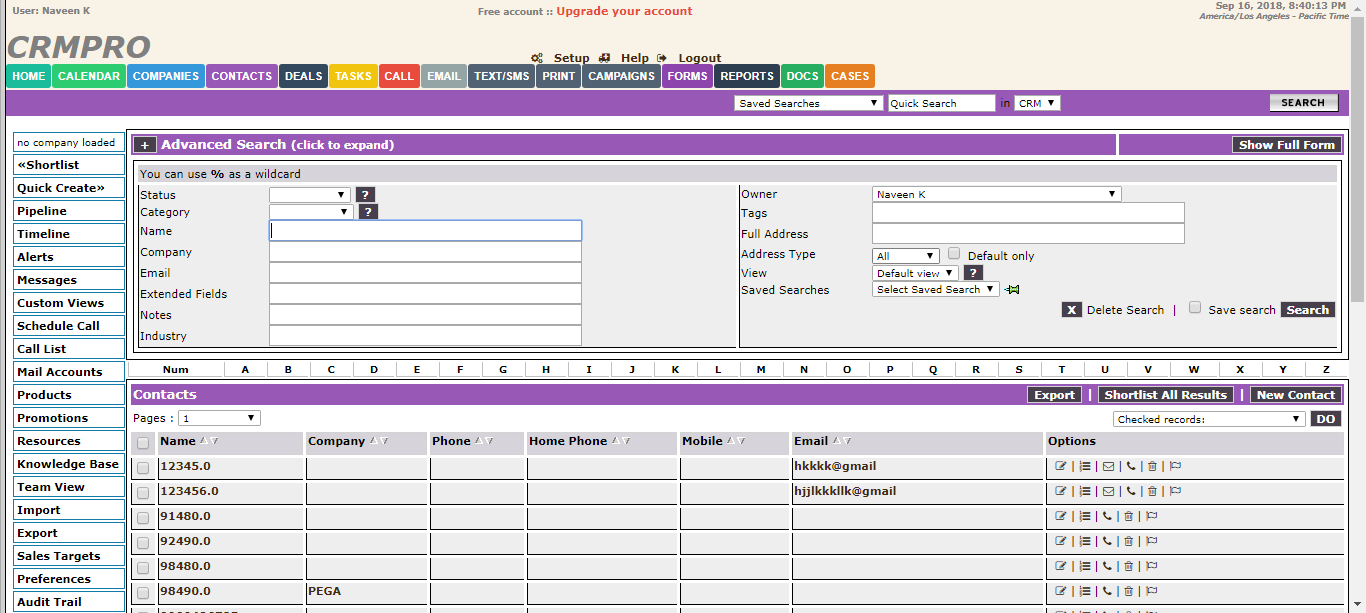 User: Naveen K
Free account :: Upgrade your account
Sep 16, 2018, 8:40:13 PM
America/Los Angeles - Pacific Time
CRMPRO
Setup Help Logout
HOME CALENDAR COMPANIES CONTACTS DEALS TASKS CALL EMAIL TEXT/SMS PRINT CAMPAIGNS FORMS REPORTS DOCS CASES
Saved Searches Quick Search in CRM SEARCH
no company loaded
«Shortlist
Quick Create»
Pipeline
Timeline
Alerts
Messages
Custom Views
Schedule Call
Call List
Mail Accounts
Products
Promotions
Resources
Knowledge Base
Team View
Import
Export
Sales Targets
Preferences
Audit Trail
+ Advanced Search (click to expand) Show Full Form
You can use % as a wildcard
Status ?
Category ?
Name
Company
Email
Extended Fields
Notes
Industry
Owner Naveen K
Tags
Full Address
Address Type All Default only
View Default view ?
Saved Searches Select Saved Search
X Delete Search | Save search Search
Num A B C D E F G H I J K L M N O P Q R S T U V W X Y Z
Contacts Export | Shortlist All Results | New Contact
Pages : 1 Checked records: DO
Name Company Phone Home Phone Mobile Email Options
12345.0 hkkkk@gmail | | | | |
123456.0 hjjlkkkllk@gmail | | | | |
91480.0 | | | |
92490.0 | | | |
98480.0 | | | |
98490.0 PEGA | | | |